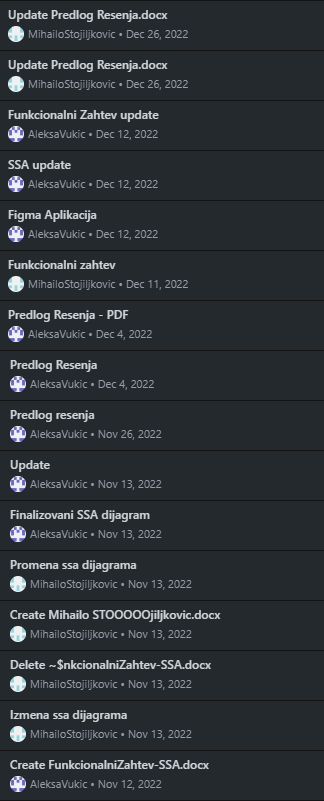 Update Predlog Resenja.docx
MihailoStojiljkovic • Dec 26, 2022
Update Predlog Resenja.docx
MihailoStojiljkovic • Dec 26, 2022
Funkcionalni Zahtev update
AleksaVukic • Dec 12, 2022
SSA update
AleksaVukic • Dec 12, 2022
Figma Aplikacija
AleksaVukic • Dec 12, 2022
Funkcionalni zahtev
MihailoStojiljkovic • Dec 11, 2022
Predlog Resenja - PDF
AleksaVukic • Dec 4, 2022
Predlog Resenja
AleksaVukic • Dec 4, 2022
Predlog resenja
AleksaVukic • Nov 26, 2022
Update
AleksaVukic • Nov 13, 2022
Finalizovani SSA dijagram
AleksaVukic • Nov 13, 2022
Promena ssa dijagrama
MihailoStojiljkovic • Nov 13, 2022
Create Mihailo STOOOOOjiljkovic.docx
MihailoStojiljkovic • Nov 13, 2022
Delete ~$nkcionalniZahtev-SSA.docx
MihailoStojiljkovic • Nov 13, 2022
Izmena ssa dijagrama
MihailoStojiljkovic • Nov 13, 2022
Create FunkcionalniZahtev-SSA.docx
AleksaVukic • Nov 12, 2022